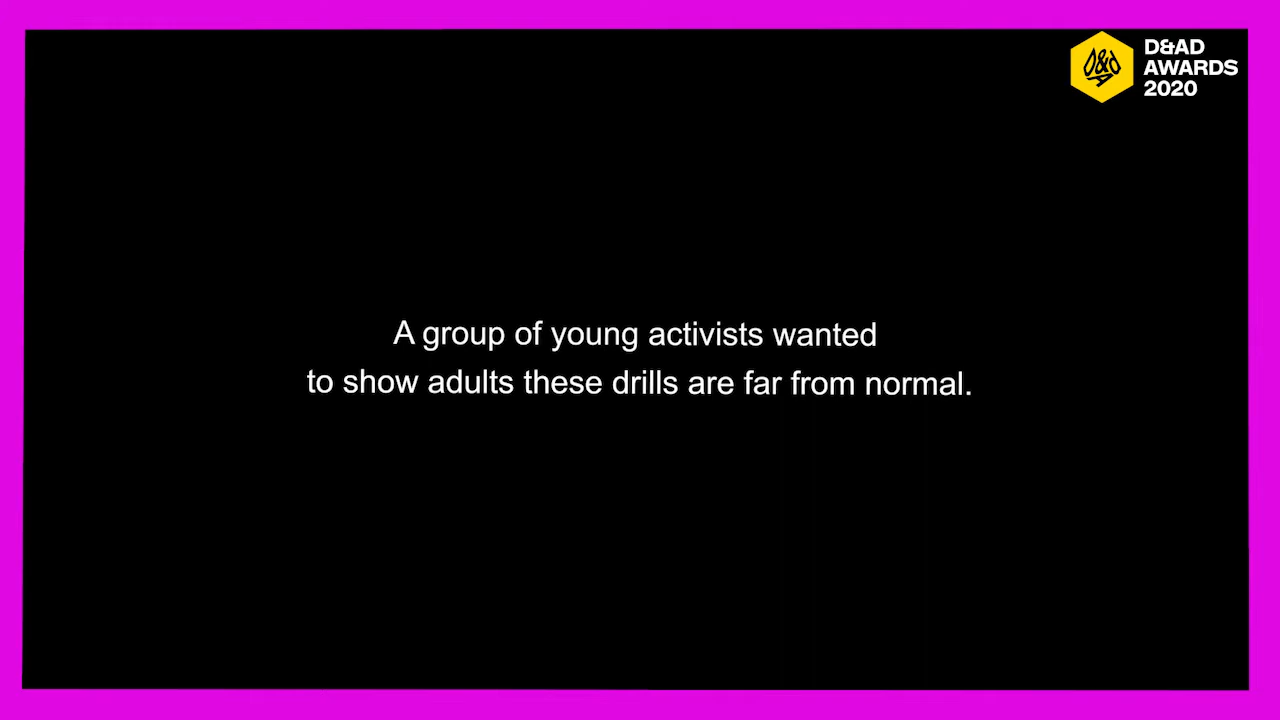 D&AD
AWARDS
2020
A group of young activists wanted
to show adults these drills are far from normal.